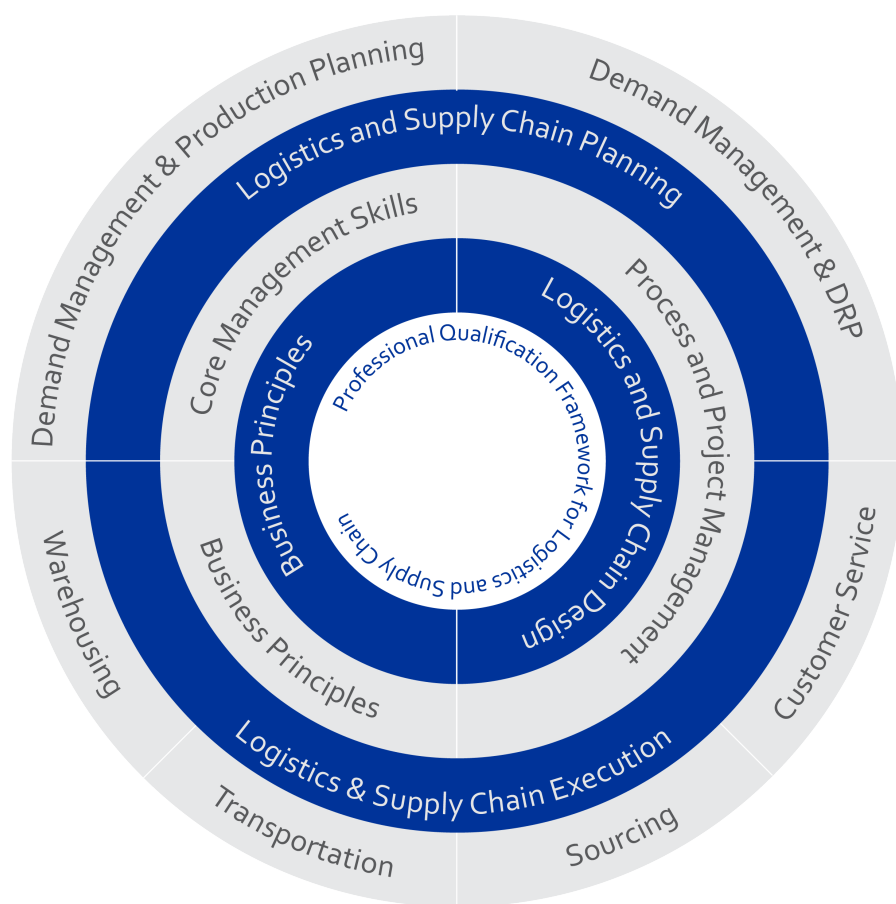 Demand Management & Production Planning
Demand Management & DRP
Logistics and Supply Chain Planning
Core Management Skills
Process and Project Management
Business Principles
Logistics and Supply Chain Design
Professional Qualification Framework for Logistics and Supply Chain
Business Principles
Logistics & Supply Chain Execution
Warehousing
Transportation
Sourcing
Customer Service